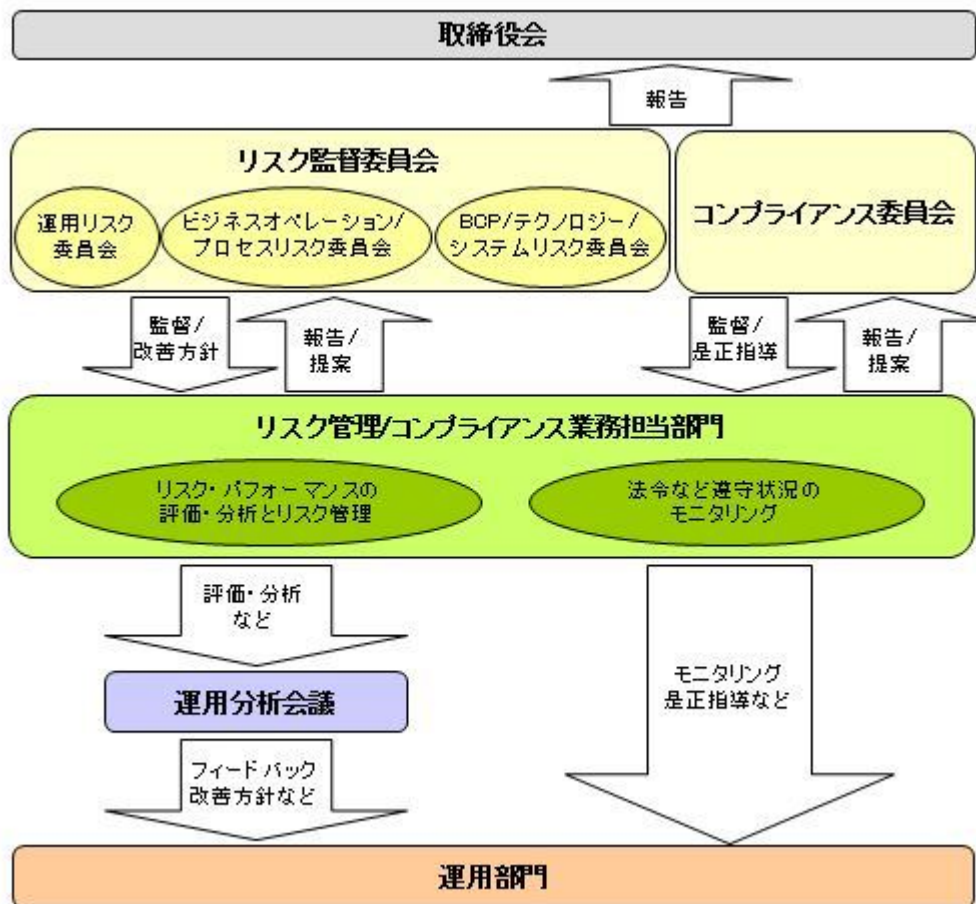 取締役会
報告
リスク監督委員会
運用リスク
委員会
ビジネスオペレーション/
プロセスリスク委員会
BCP/テクノロジー/
システムリスク委員会
コンプライアンス委員会
監督/
改善方針
報告/
提案
監督/
是正指導
報告/
提案
リスク管理/コンプライアンス業務担当部門
リスク・パフォーマンスの
評価・分析とリスク管理
法令など遵守状況の
モニタリング
評価・分析
など
運用分析会議
モニタリング
是正指導など
フィードバック
改善方針など
運用部門